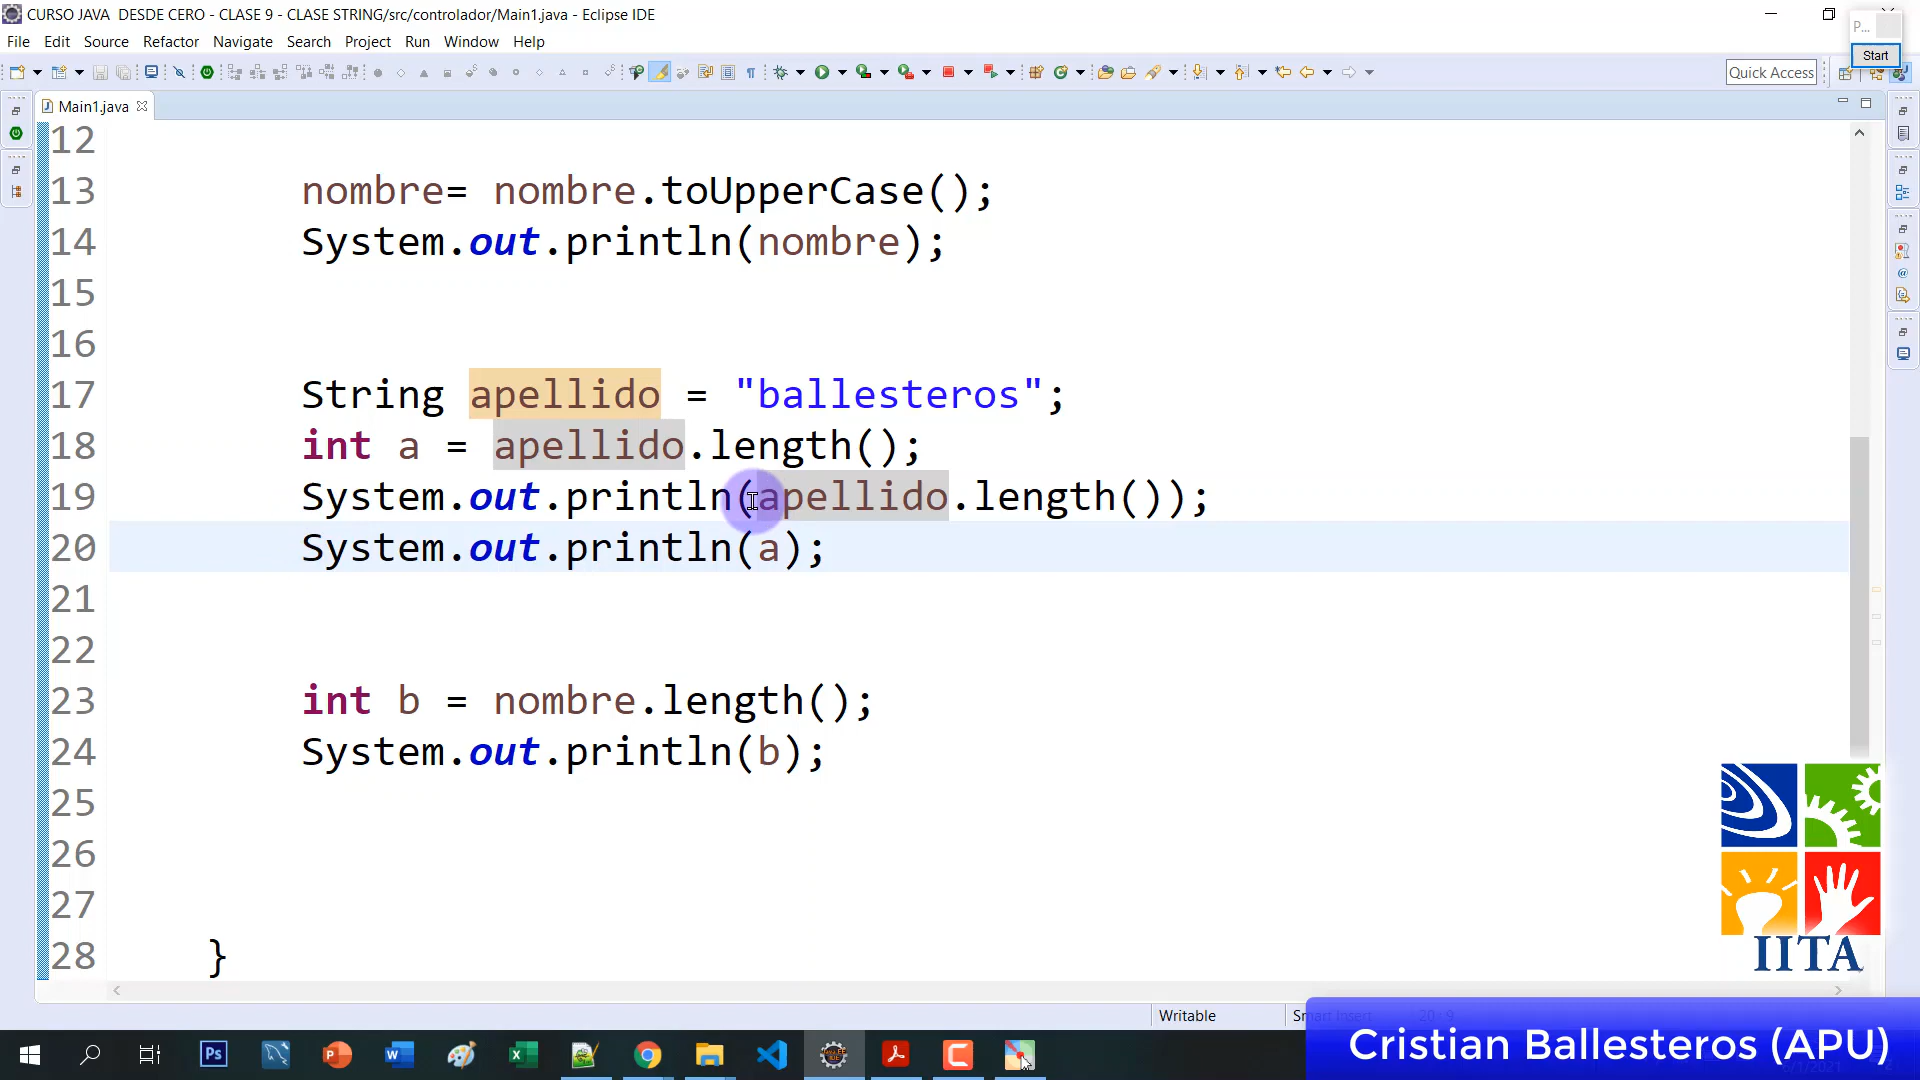 CURSO JAVA  DESDE CERO - CLASE 9 - CLASE STRING/src/controlador/Main1.java - Eclipse IDE
P...
Start
File Edit Source Refactor Navigate Search Project Run Window Help
Quick Access
Main1.java
12
13 nombre= nombre.toUpperCase();
14 System.out.println(nombre);
15
16
17 String apellido = "ballesteros";
18 int a = apellido.length();
19 System.out.println(apellido.length());
20 System.out.println(a);
21
22
23 int b = nombre.length();
24 System.out.println(b);
25
26
27
28 }
IITA
Writable
Cristian Ballesteros (APU)